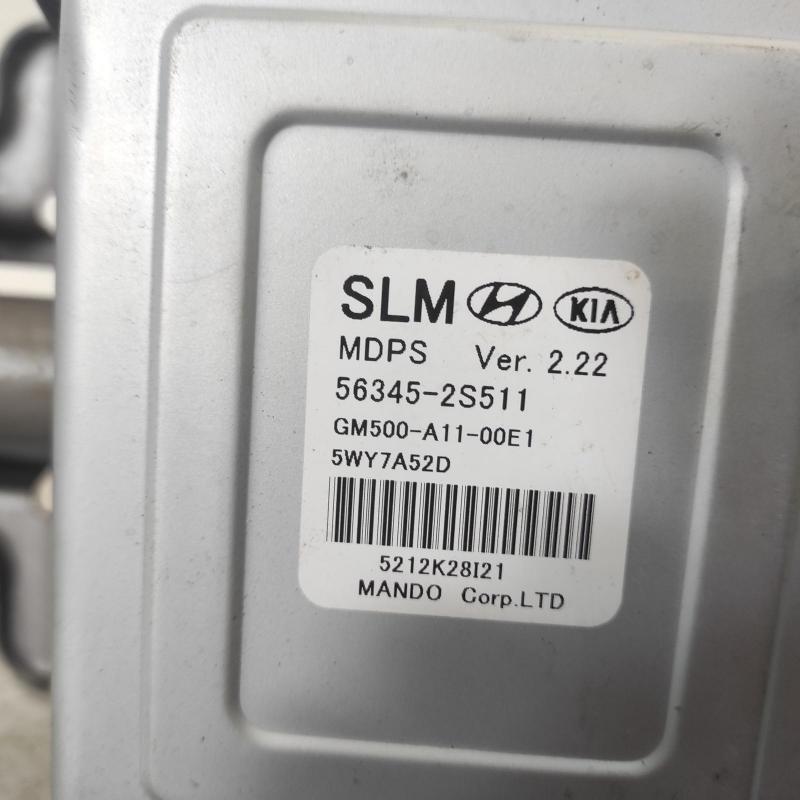 SLM H KIA
MDPS Ver. 2.22
56345-2S511
GM500-A11-00E1
5WY7A52D
5212K28I21
MANDO Corp.LTD